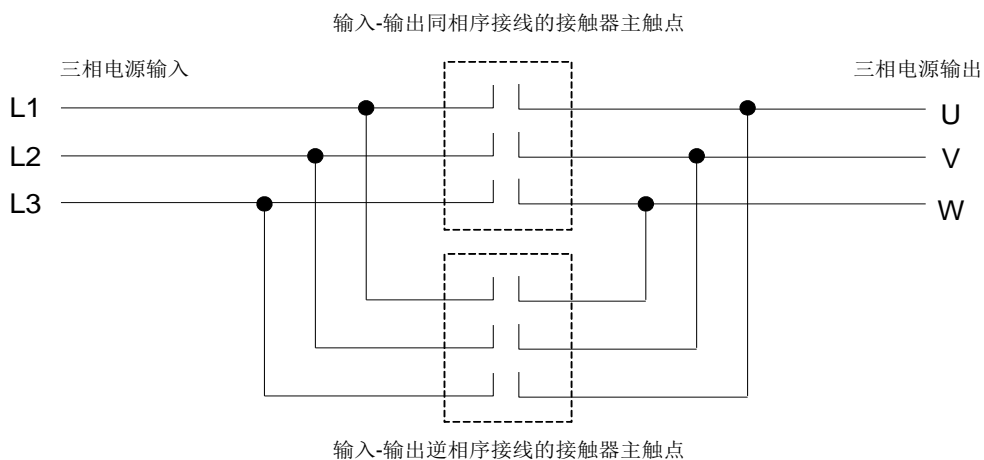 输入-输出同相序接线的接触器主触点
三相电源输入
三相电源输出
L1
U
L2
V
L3
W
输入-输出逆相序接线的接触器主触点